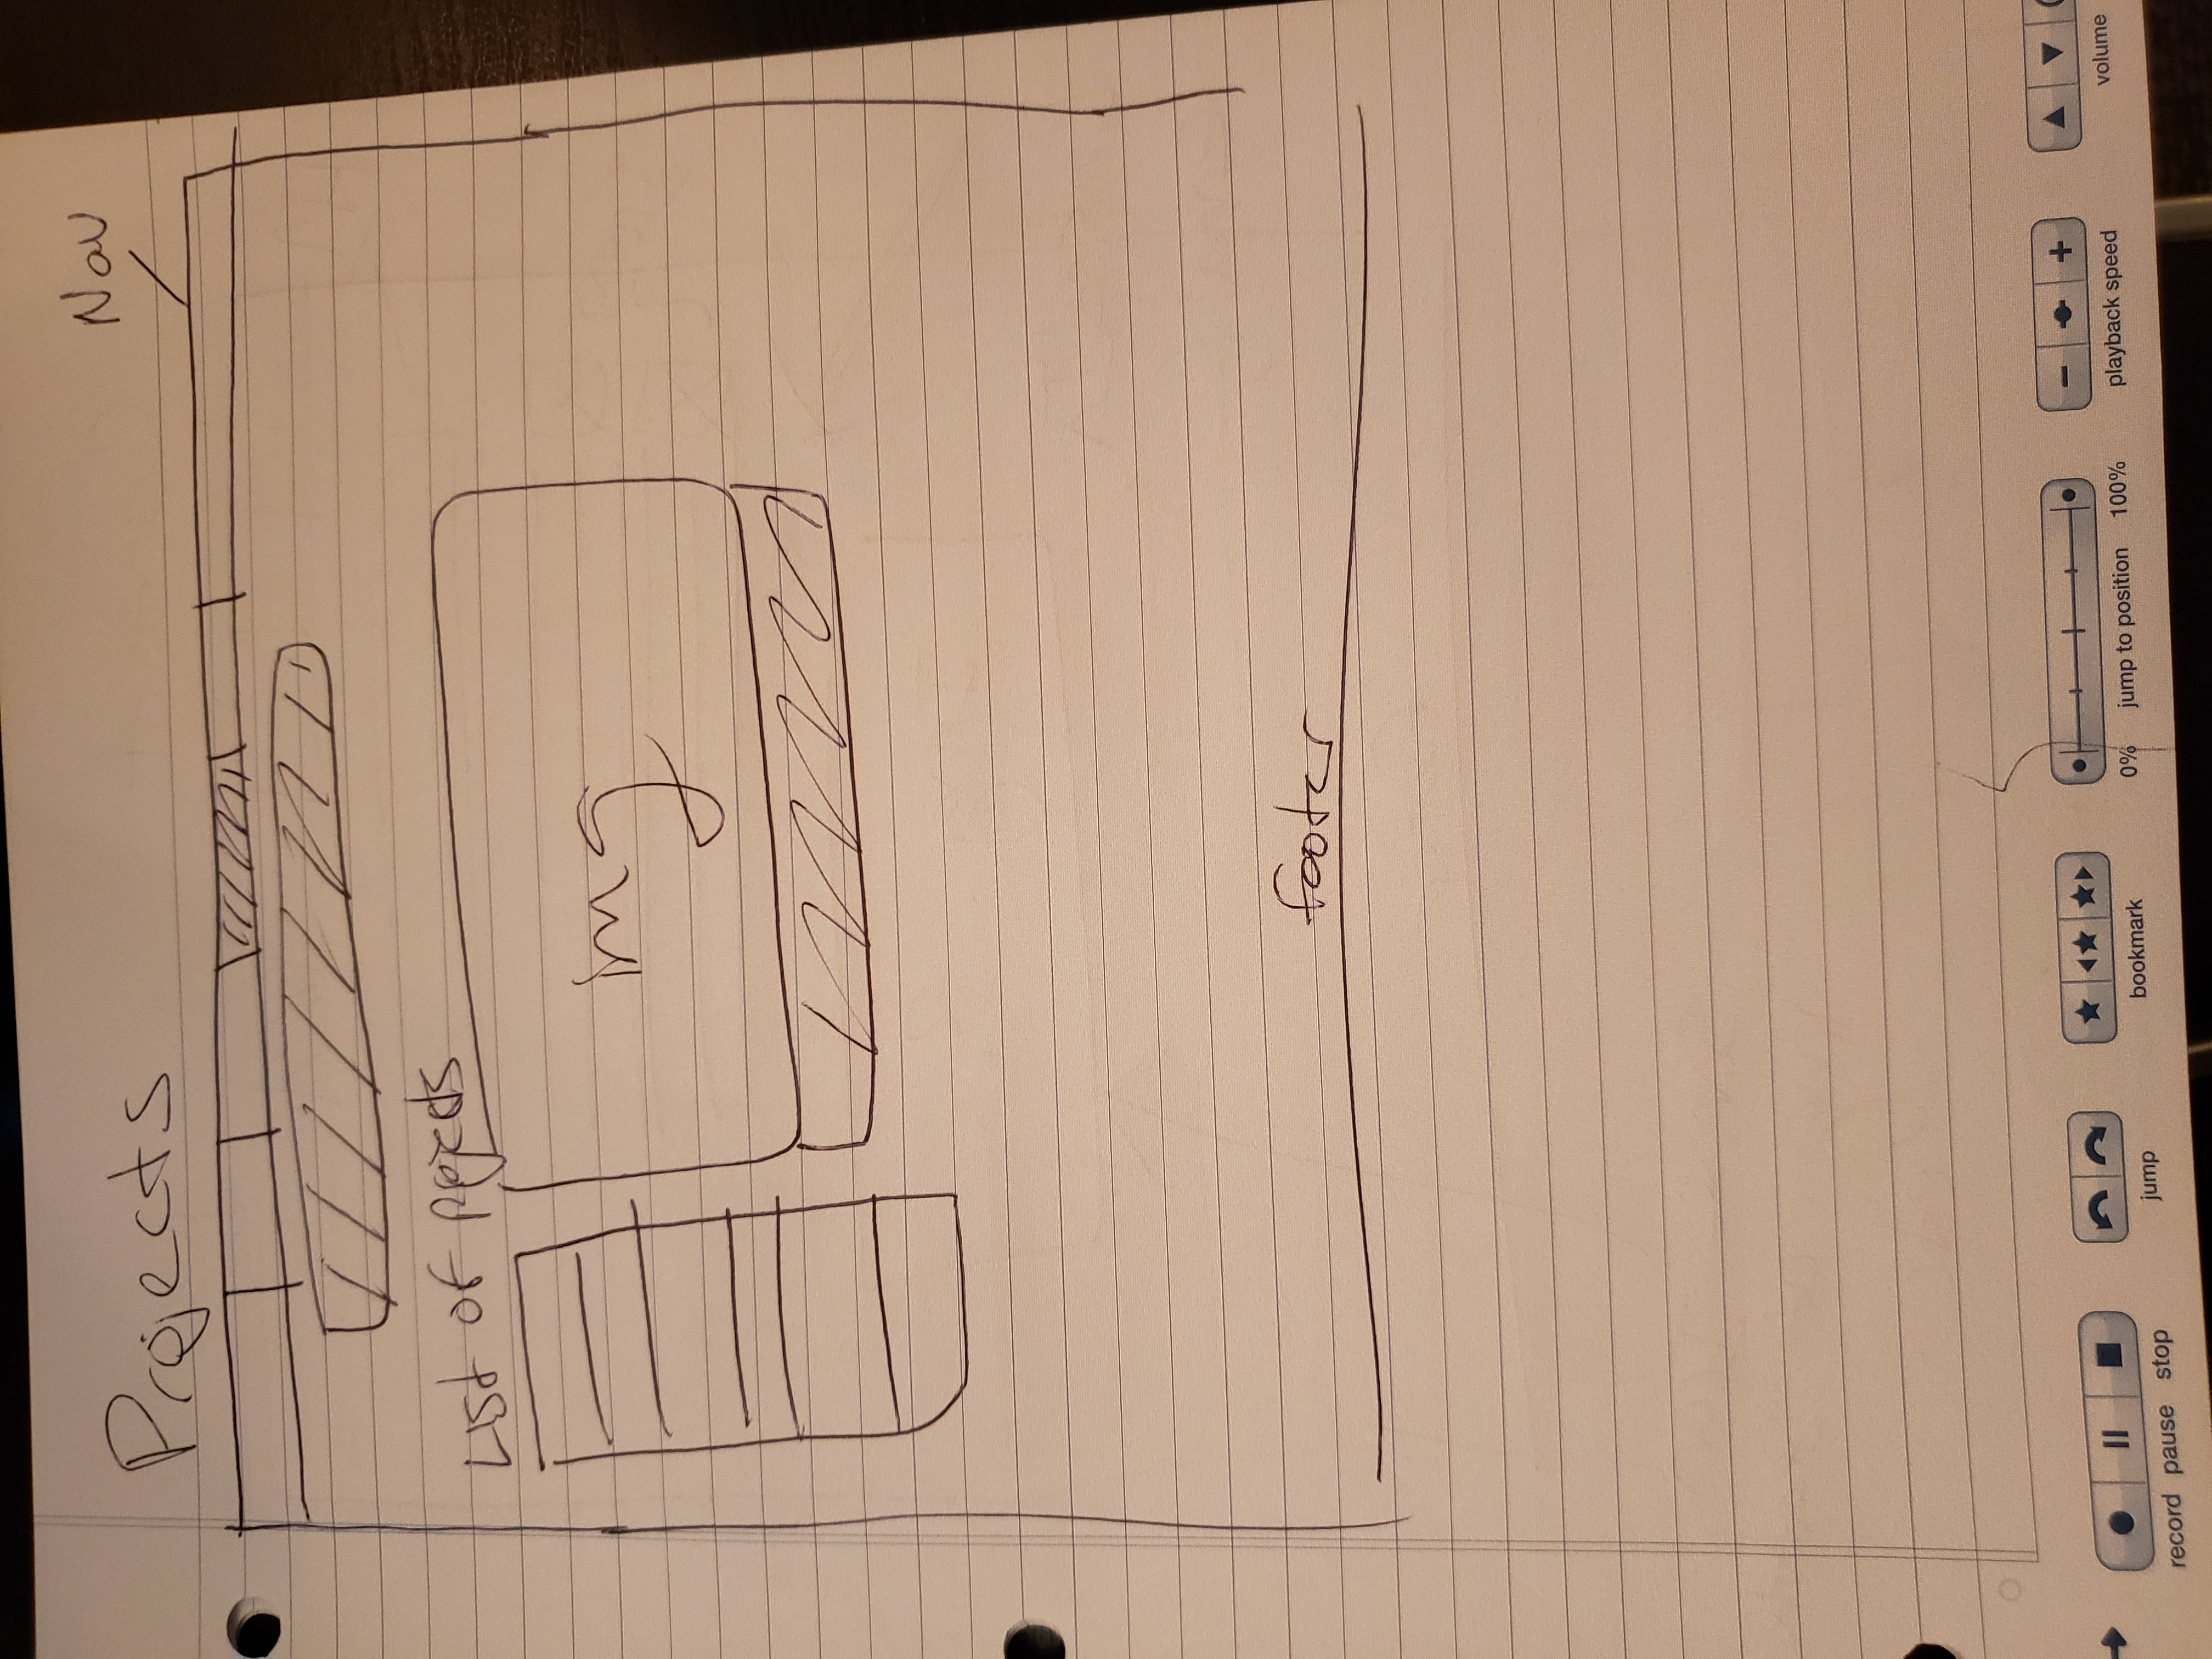 Nav
Projects
List of projects
img
footer
record pause stop
jump
bookmark
0% jump to position 100%
playback speed
volume